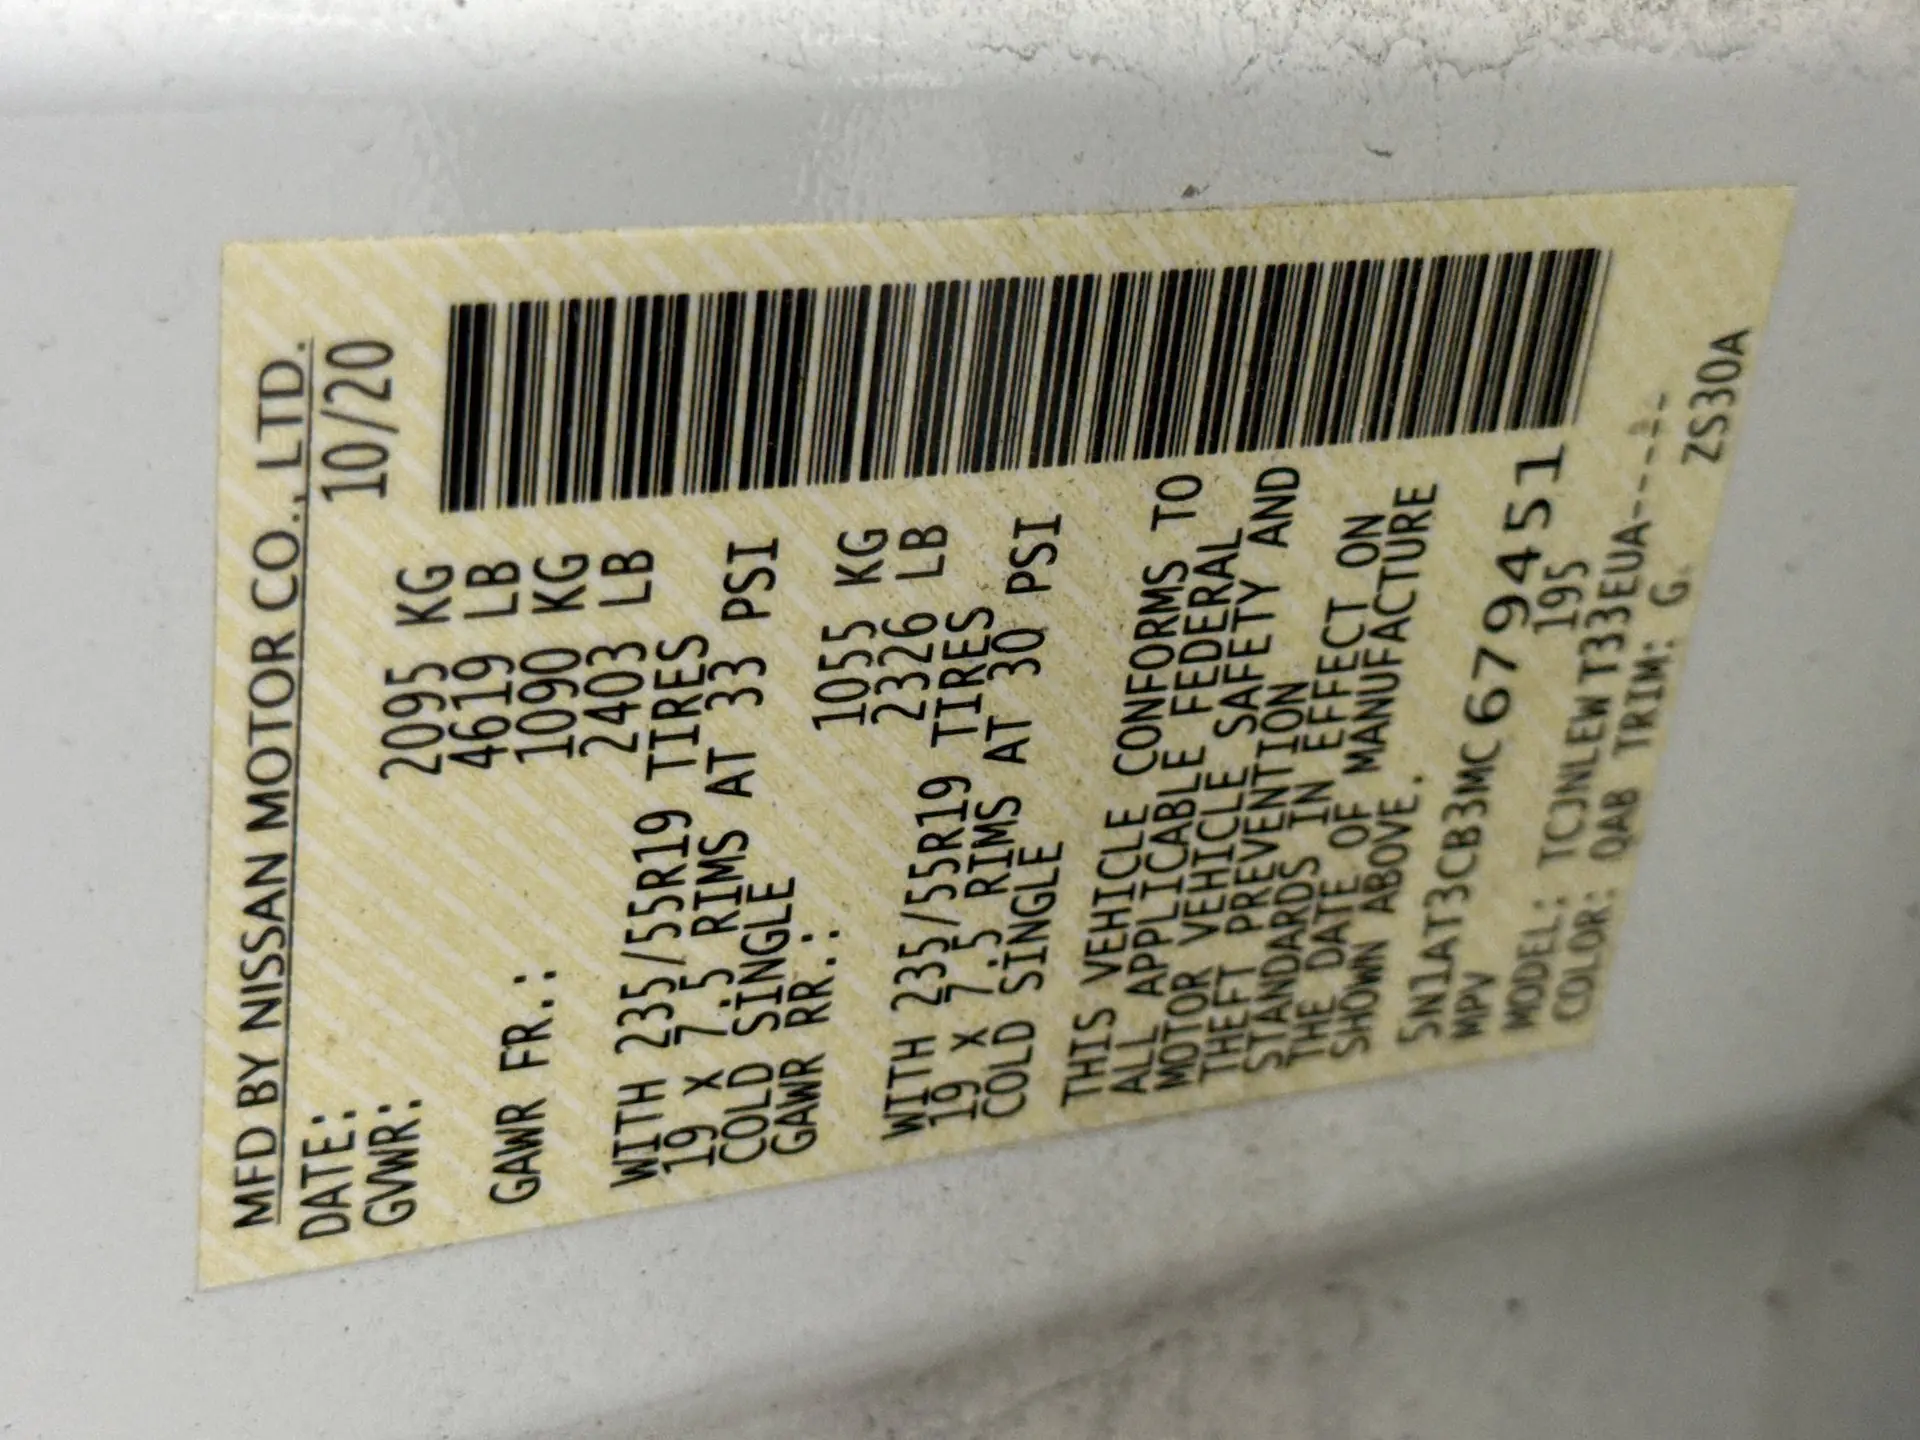 MFD BY NISSAN MOTOR CO., LTD.
DATE: 10/20
GVWR: 2095 KG
4619 LB
GAWR FR.: 1090 KG
2403 LB
WITH 235/55R19 TIRES
19 X 7.5 RIMS AT 33 PSI
COLD SINGLE
GAWR RR.: 1055 KG
2326 LB
WITH 235/55R19 TIRES
19 X 7.5 RIMS AT 30 PSI
COLD SINGLE
THIS VEHICLE CONFORMS TO
ALL APPLICABLE FEDERAL
MOTOR VEHICLE SAFETY AND
THEFT PREVENTION
STANDARDS IN EFFECT ON
THE DATE OF MANUFACTURE
SHOWN ABOVE.
5N1AT3CB3MC679451
MPV 195
MODEL: TCJNLEWT33EUA-----
COLOR: QAB TRIM: G
ZS30A